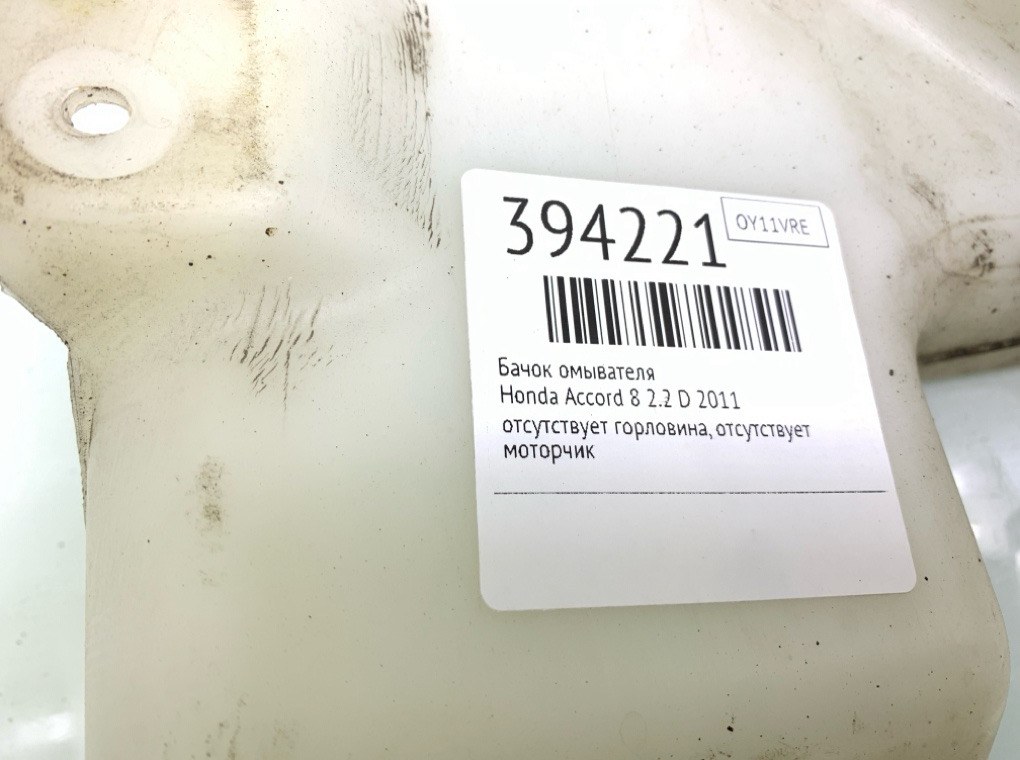 394221
OY11VRE
Бачок омывателя
Honda Accord 8 2.2 D 2011
отсутствует горловина, отсутствует
моторчик